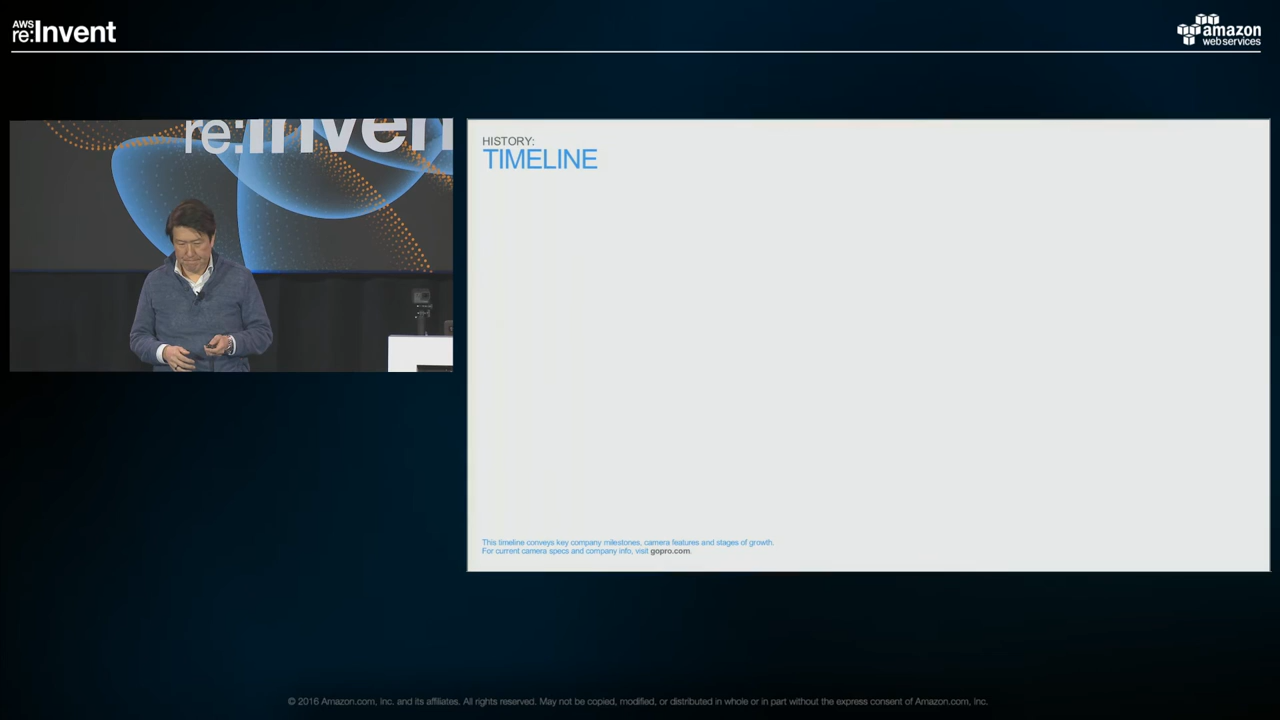 AWS
re:Invent
amazon
web services
re:Inven
HISTORY:
TIMELINE
This timeline conveys key company milestones, camera features and stages of growth.
For current camera specs and company info, visit gopro.com.
© 2016 Amazon.com, Inc. and its affiliates. All rights reserved. May not be copied, modified, or distributed in whole or in part without the express consent of Amazon.com, Inc.